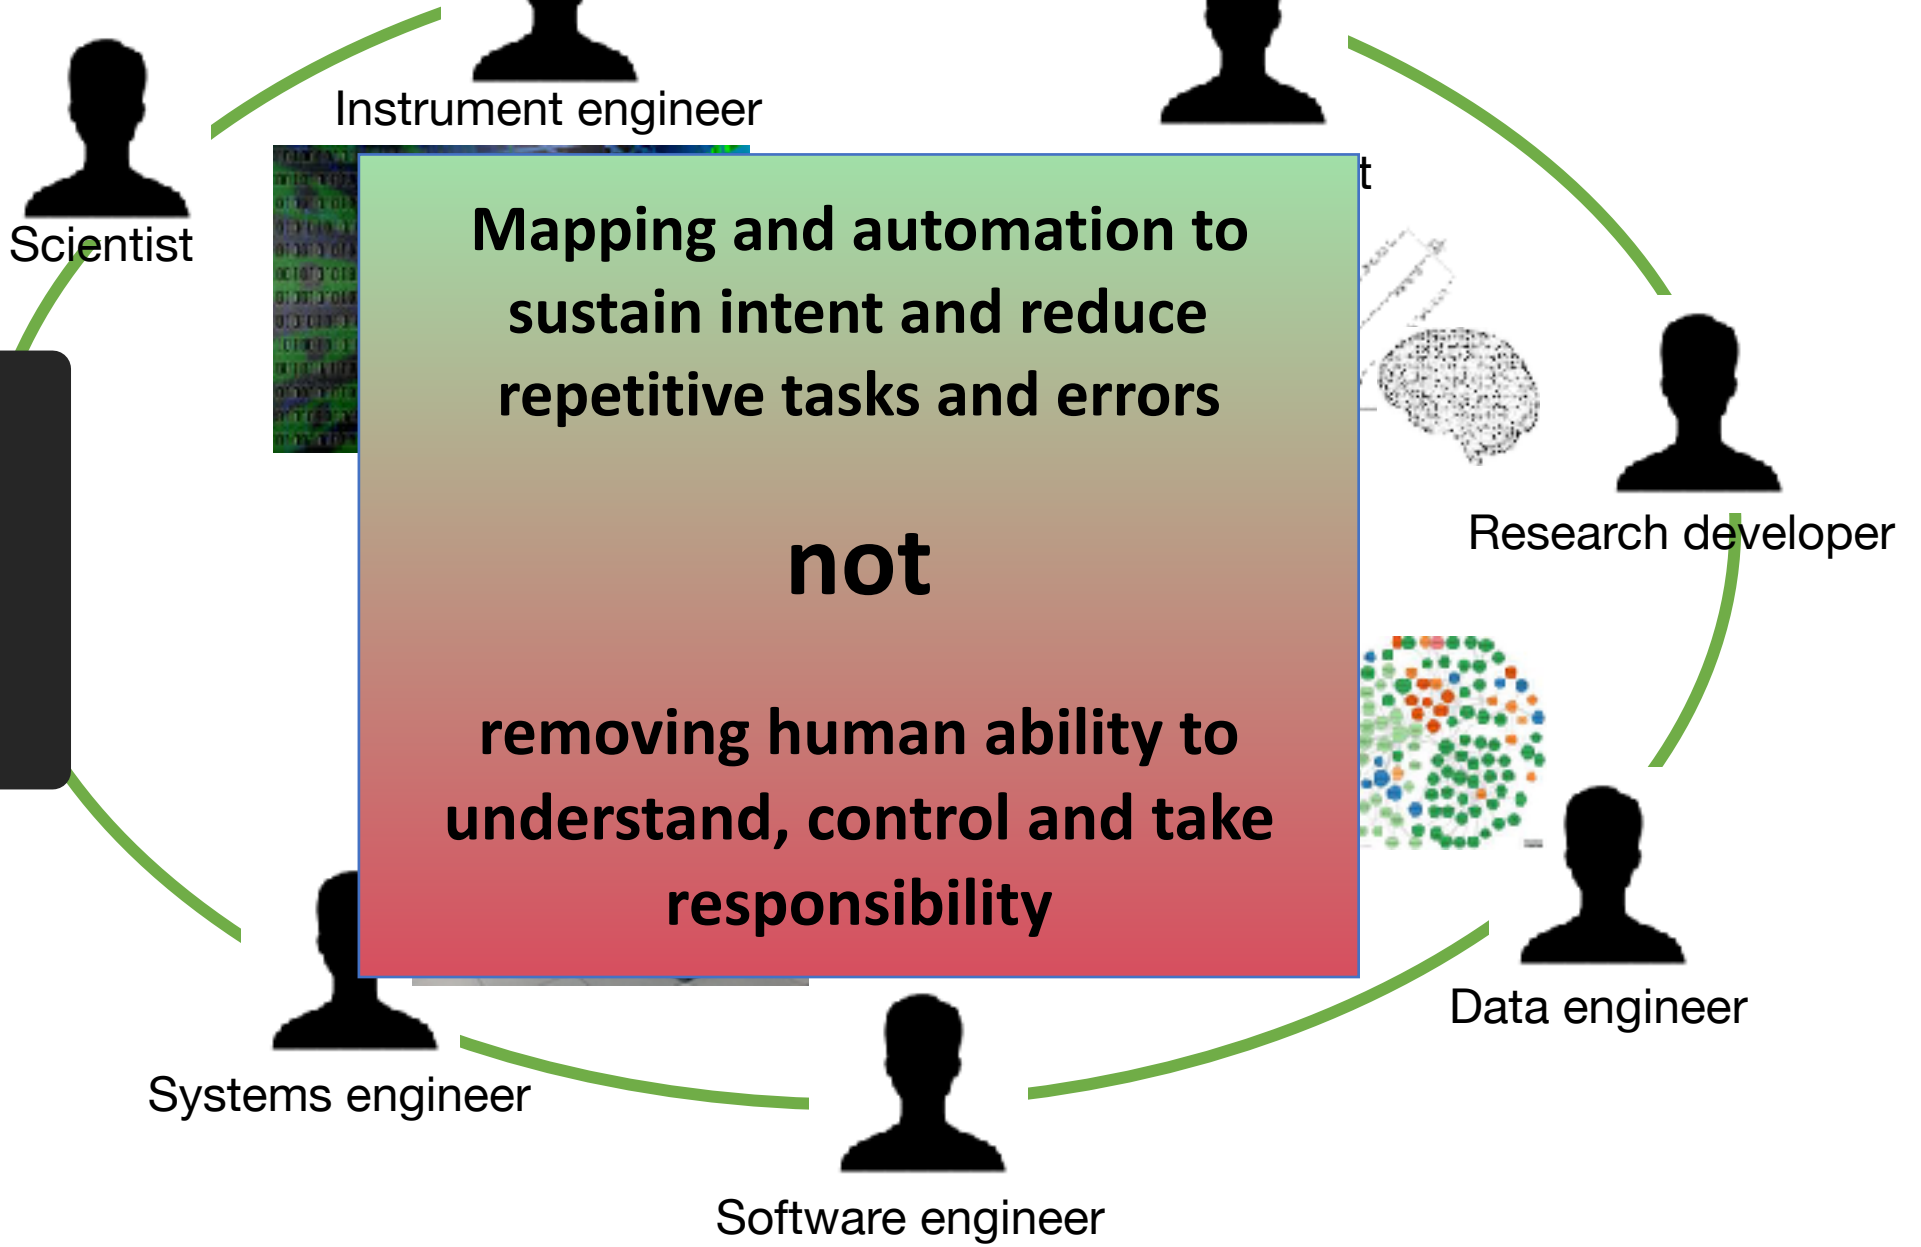 Instrument engineer
Scientist
t
Mapping and automation to
sustain intent and reduce
repetitive tasks and errors
not
removing human ability to
understand, control and take
responsibility
Research developer
Data engineer
Systems engineer
Software engineer